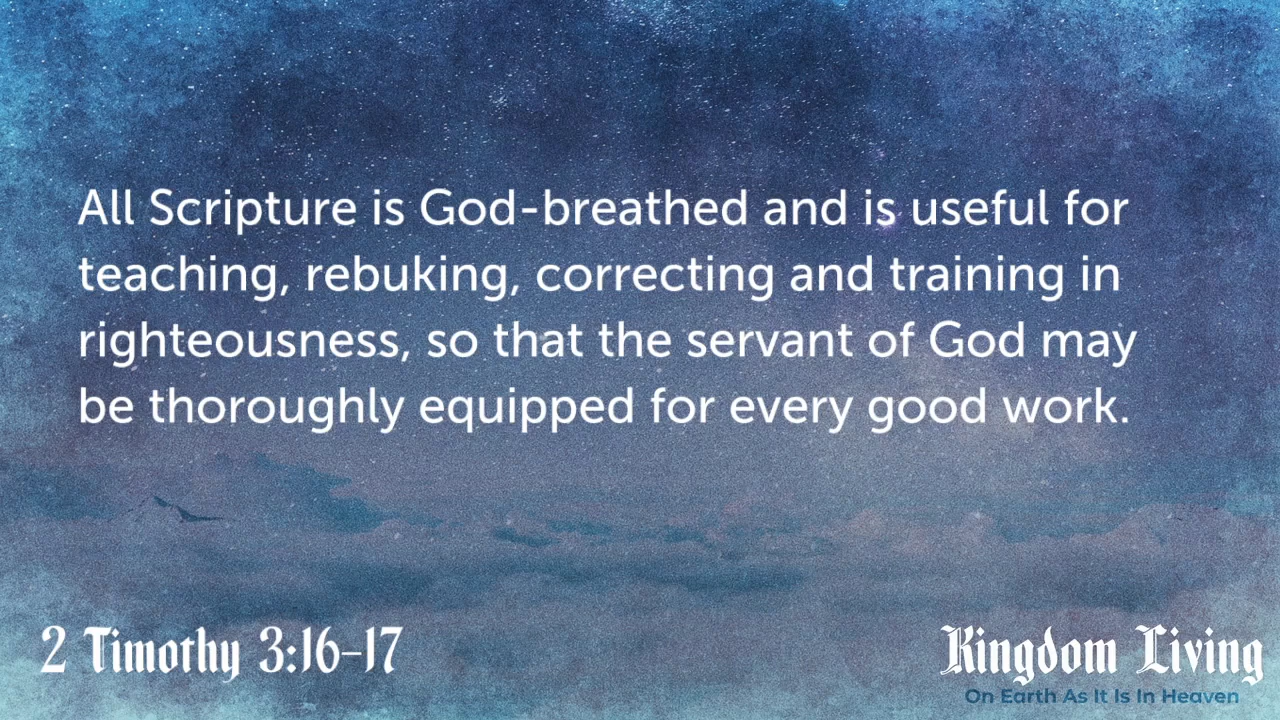 All Scripture is God-breathed and is useful for
teaching, rebuking, correcting and training in
righteousness, so that the servant of God may
be thoroughly equipped for every good work.
2 Timothy 3:16-17
Kingdom Living
On Earth As It Is In Heaven